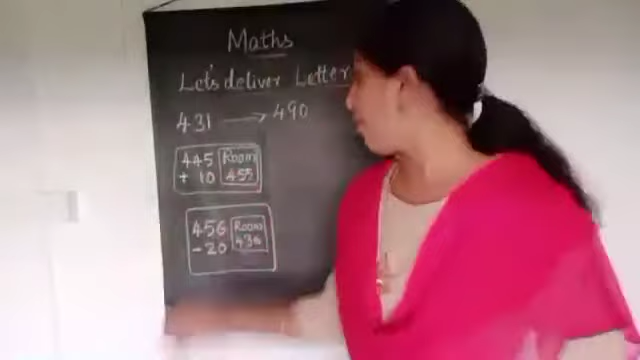 Maths
Let's deliver Letter
431 → 490
445 Room
+ 10 455
456 Room
- 20 436